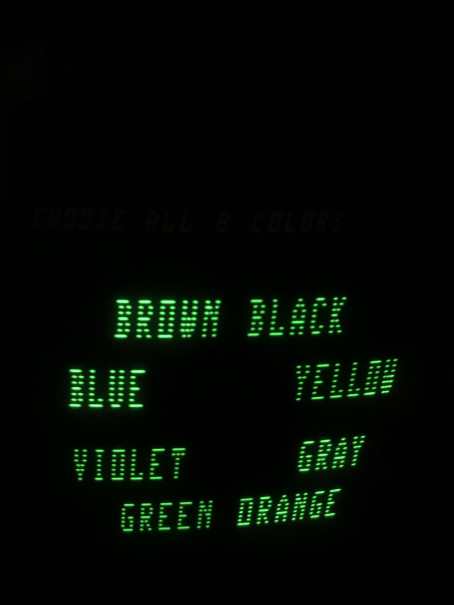 CHOOSE ALL 8 COLORS
BROWN BLACK
BLUE YELLOW
VIOLET GRAY
GREEN ORANGE